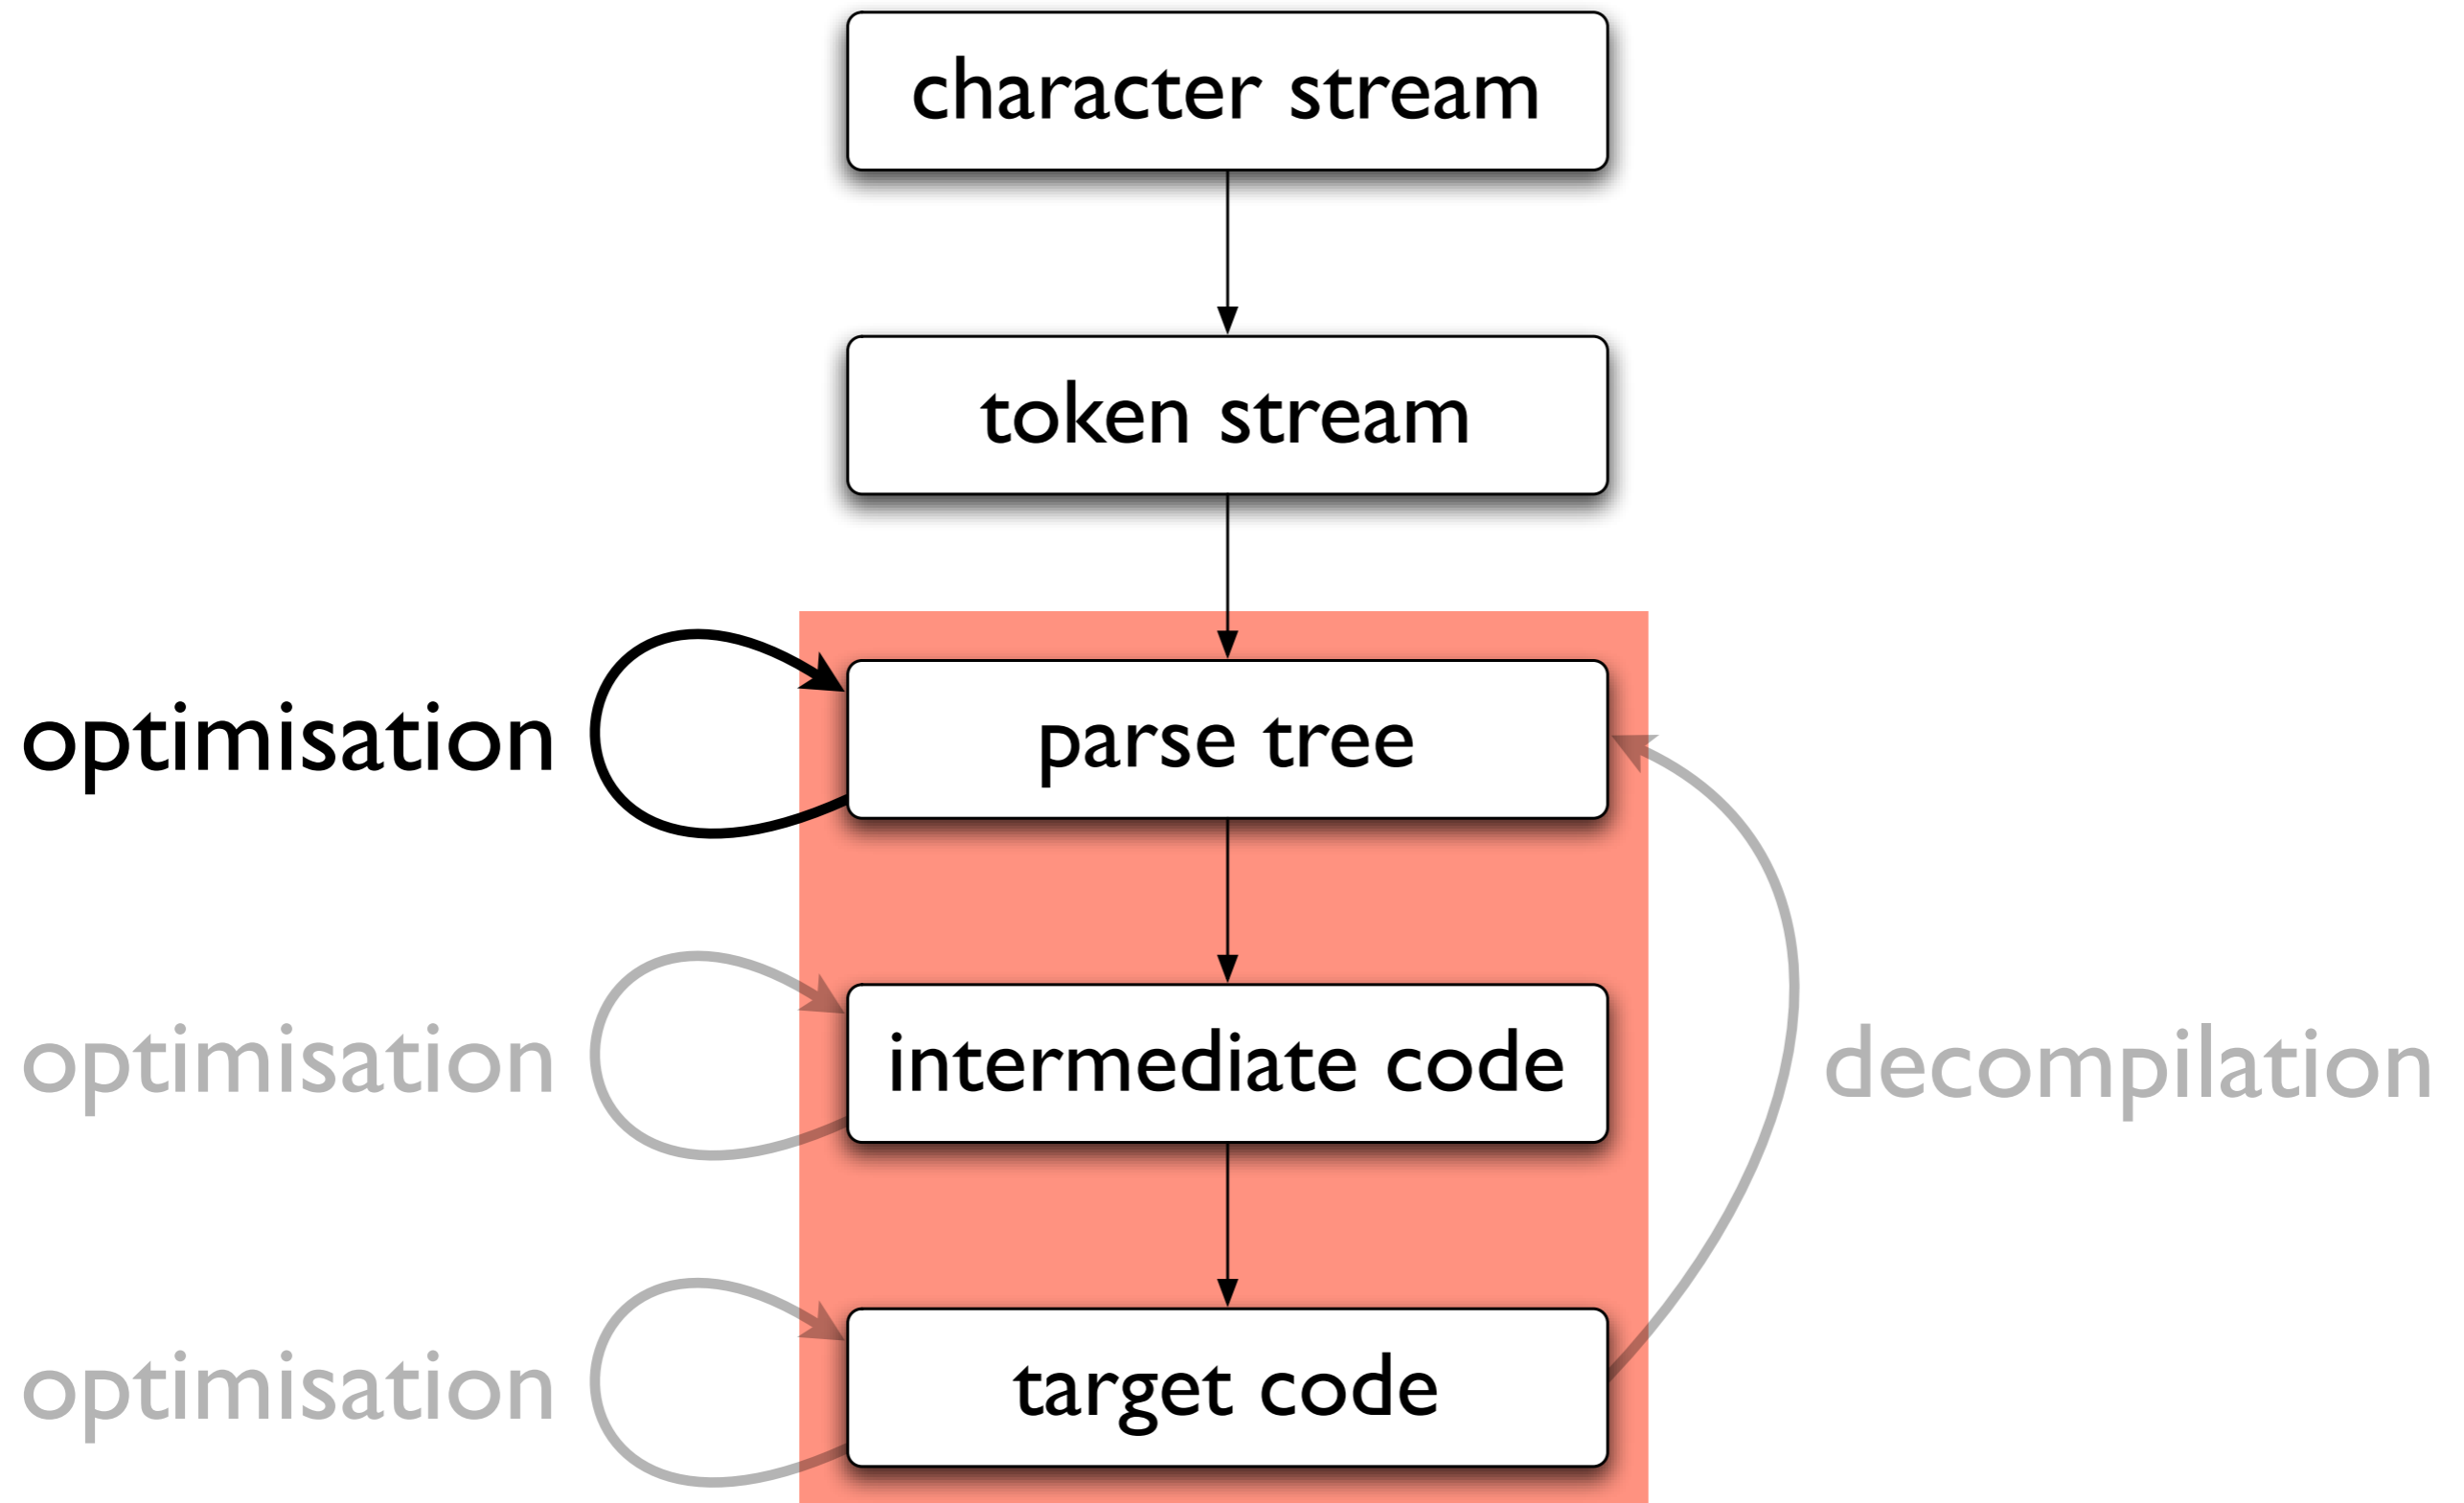 character stream
token stream
optimisation
parse tree
optimisation
intermediate code
decompilation
optimisation
target code